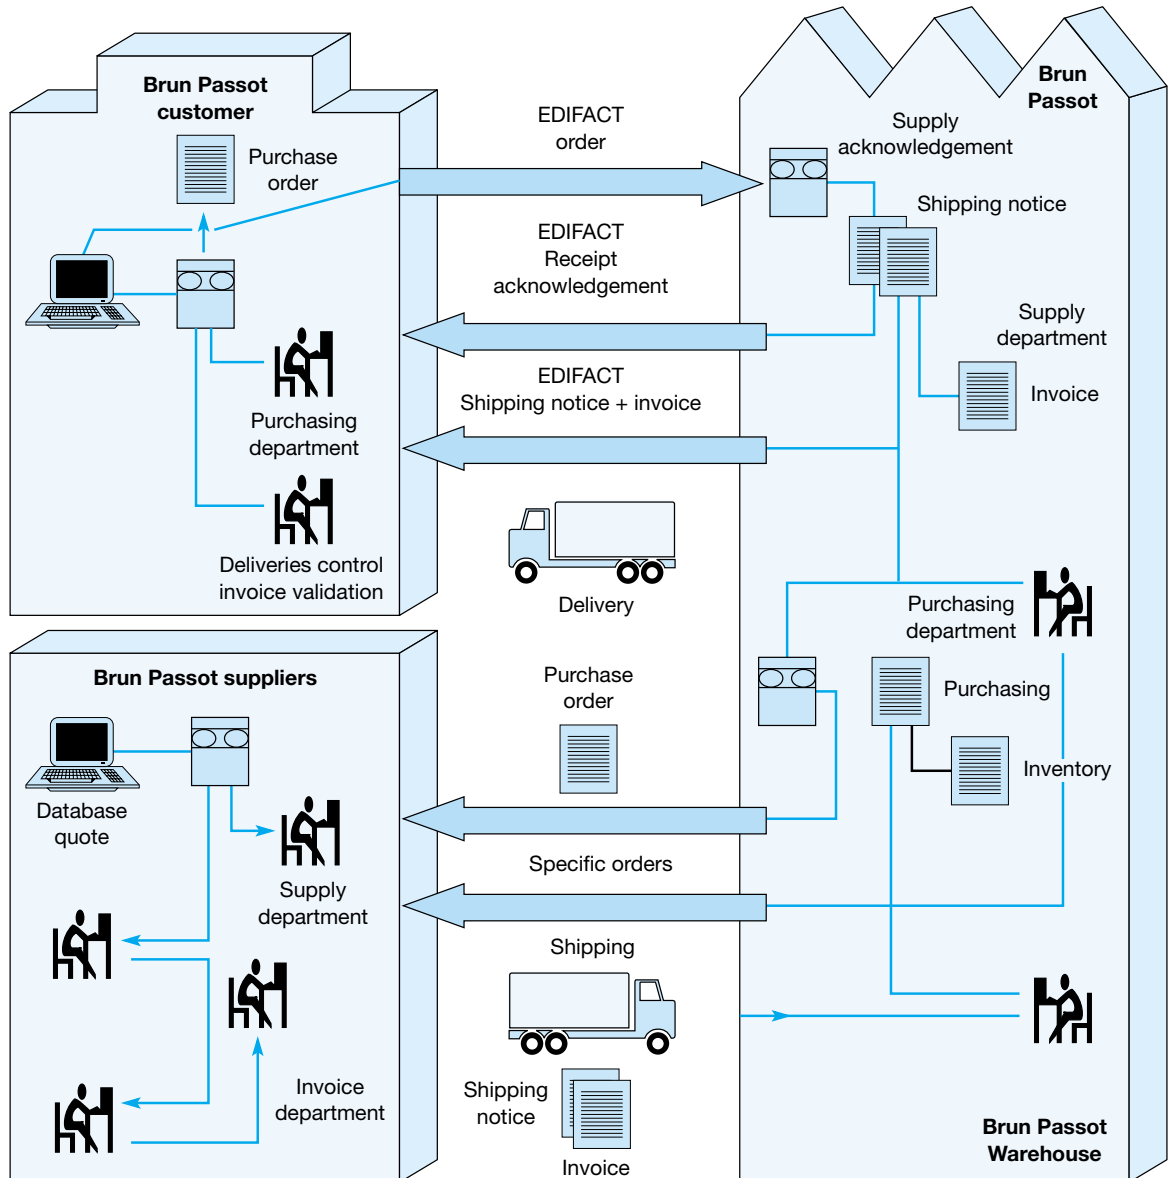 Brun Passot
customer
Purchase
order
Purchasing
department
Deliveries control
invoice validation
EDIFACT
order
EDIFACT
Receipt
acknowledgement
EDIFACT
Shipping notice + invoice
Delivery
Brun
Passot
Supply
acknowledgement
Shipping notice
Supply
department
Invoice
Purchasing
department
Purchasing
Inventory
Brun Passot
Warehouse
Brun Passot suppliers
Database
quote
Supply
department
Invoice
department
Purchase
order
Specific orders
Shipping
Shipping
notice
Invoice